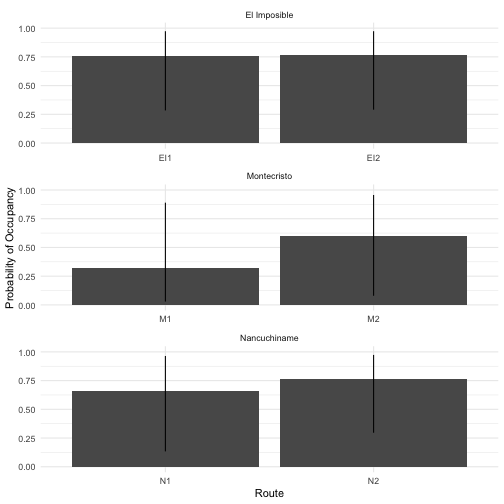 El Imposible
1.00
0.75
0.50
0.25
0.00
EI1 EI2
Montecristo
1.00
0.75
0.50
0.25
0.00
M1 M2
Nancuchiname
1.00
0.75
0.50
0.25
0.00
N1 N2
Probability of Occupancy
Route